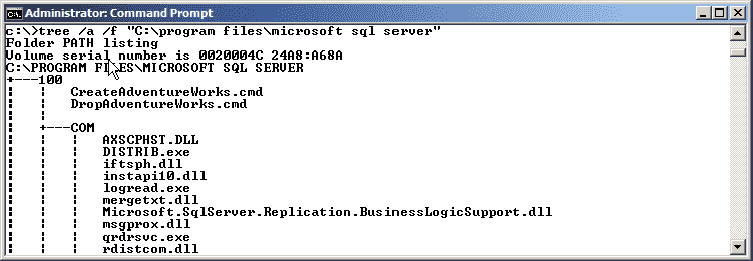 Administrator: Command Prompt
c:\>tree /a /f "C:\program files\microsoft sql server"
Folder PATH listing
Volume serial number is 0020004C 24A8:A68A
C:\PROGRAM FILES\MICROSOFT SQL SERVER
+---100
¦   ¦   CreateAdventureWorks.cmd
¦   ¦   DropAdventureWorks.cmd
¦   ¦
¦   +---COM
¦   ¦   ¦   AXSCPHST.DLL
¦   ¦   ¦   DISTRIB.exe
¦   ¦   ¦   iftsph.dll
¦   ¦   ¦   instapi10.dll
¦   ¦   ¦   logread.exe
¦   ¦   ¦   mergetxt.dll
¦   ¦   ¦   Microsoft.SqlServer.Replication.BusinessLogicSupport.dll
¦   ¦   ¦   msgprox.dll
¦   ¦   ¦   qrdrsvc.exe
¦   ¦   ¦   rdistcom.dll